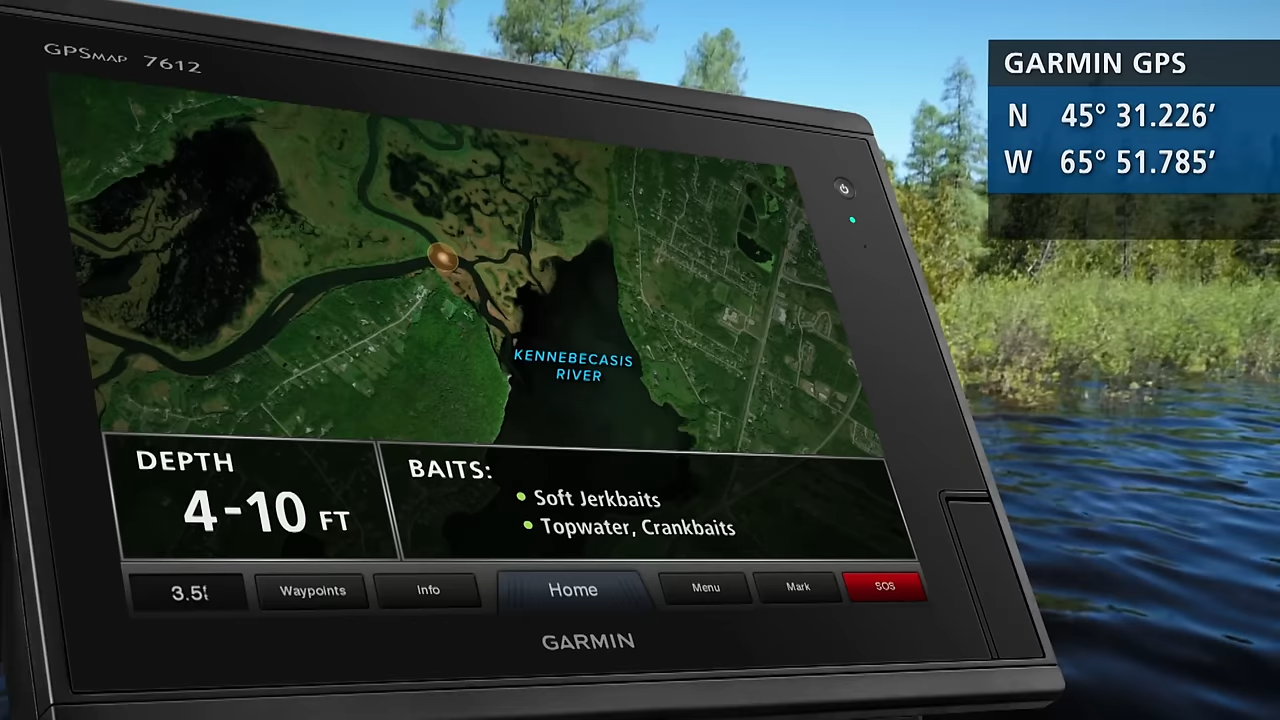 GPSMAP 7612
GARMIN GPS
N 45° 31.226′
W 65° 51.785′
KENNEBECASIS
RIVER
DEPTH
4-10 FT
BAITS:
• Soft Jerkbaits
• Topwater, Crankbaits
Waypoints
Info
Home
Menu
Mark
SOS
GARMIN